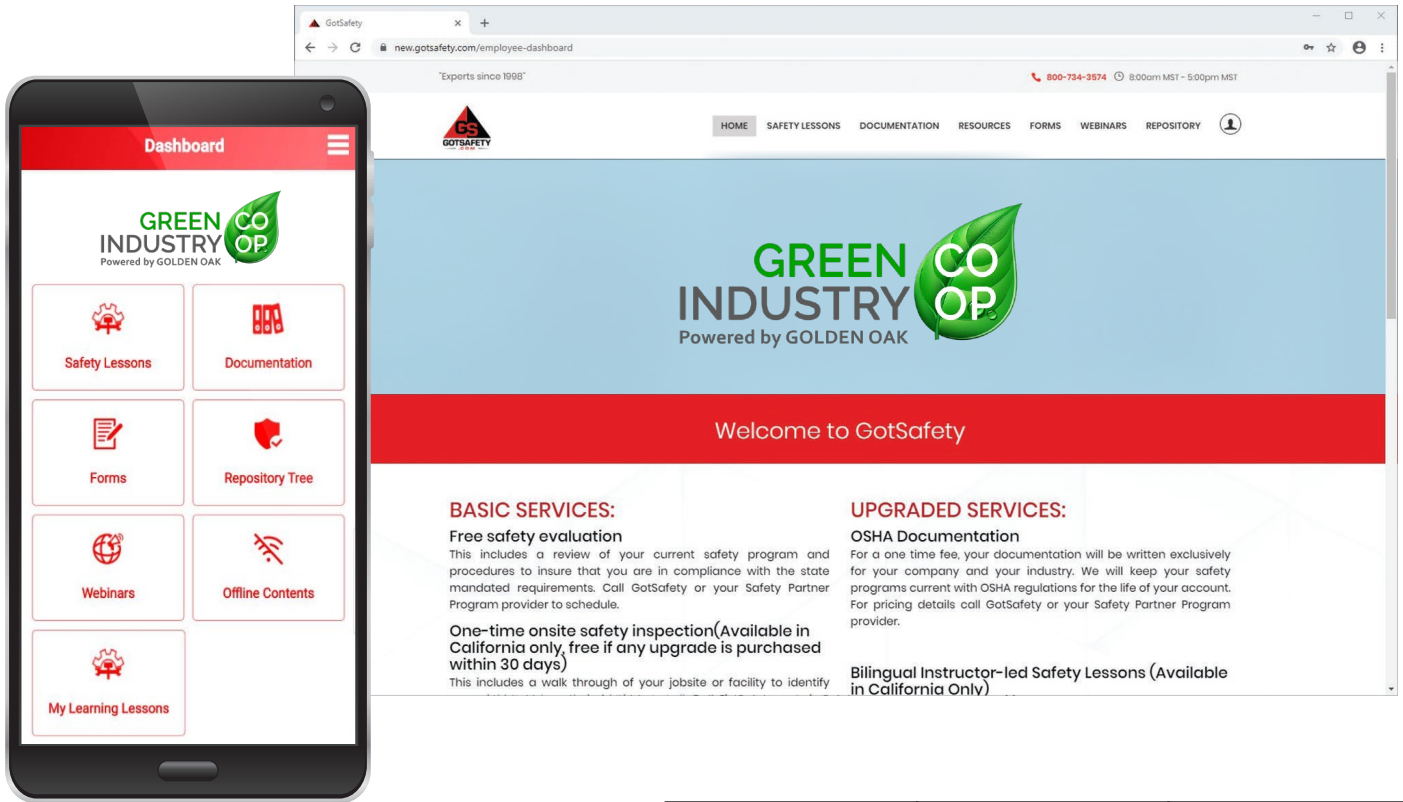 GotSafety
new.gotsafety.com/employee-dashboard
"Experts since 1998"
800-734-3574 8:00am MST - 5:00pm MST
GS
GOTSAFETY
.COM
HOME SAFETY LESSONS DOCUMENTATION RESOURCES FORMS WEBINARS REPOSITORY
GREEN CO
INDUSTRY OP
Powered by GOLDEN OAK
Welcome to GotSafety
BASIC SERVICES:
Free safety evaluation
This includes a review of your current safety program and
procedures to insure that you are in compliance with the state
mandated requirements. Call GotSafety or your Safety Partner
Program provider to schedule.
One-time onsite safety inspection(Available in
California only, free if any upgrade is purchased
within 30 days)
This includes a walk through of your jobsite or facility to identify
UPGRADED SERVICES:
OSHA Documentation
For a one time fee, your documentation will be written exclusively
for your company and your industry. We will keep your safety
programs current with OSHA regulations for the life of your account.
For pricing details call GotSafety or your Safety Partner Program
provider.
Bilingual Instructor-led Safety Lessons (Available
in California Only)
Dashboard
GREEN CO
INDUSTRY OP
Powered by GOLDEN OAK
Safety Lessons
Documentation
Forms
Repository Tree
Webinars
Offline Contents
My Learning Lessons